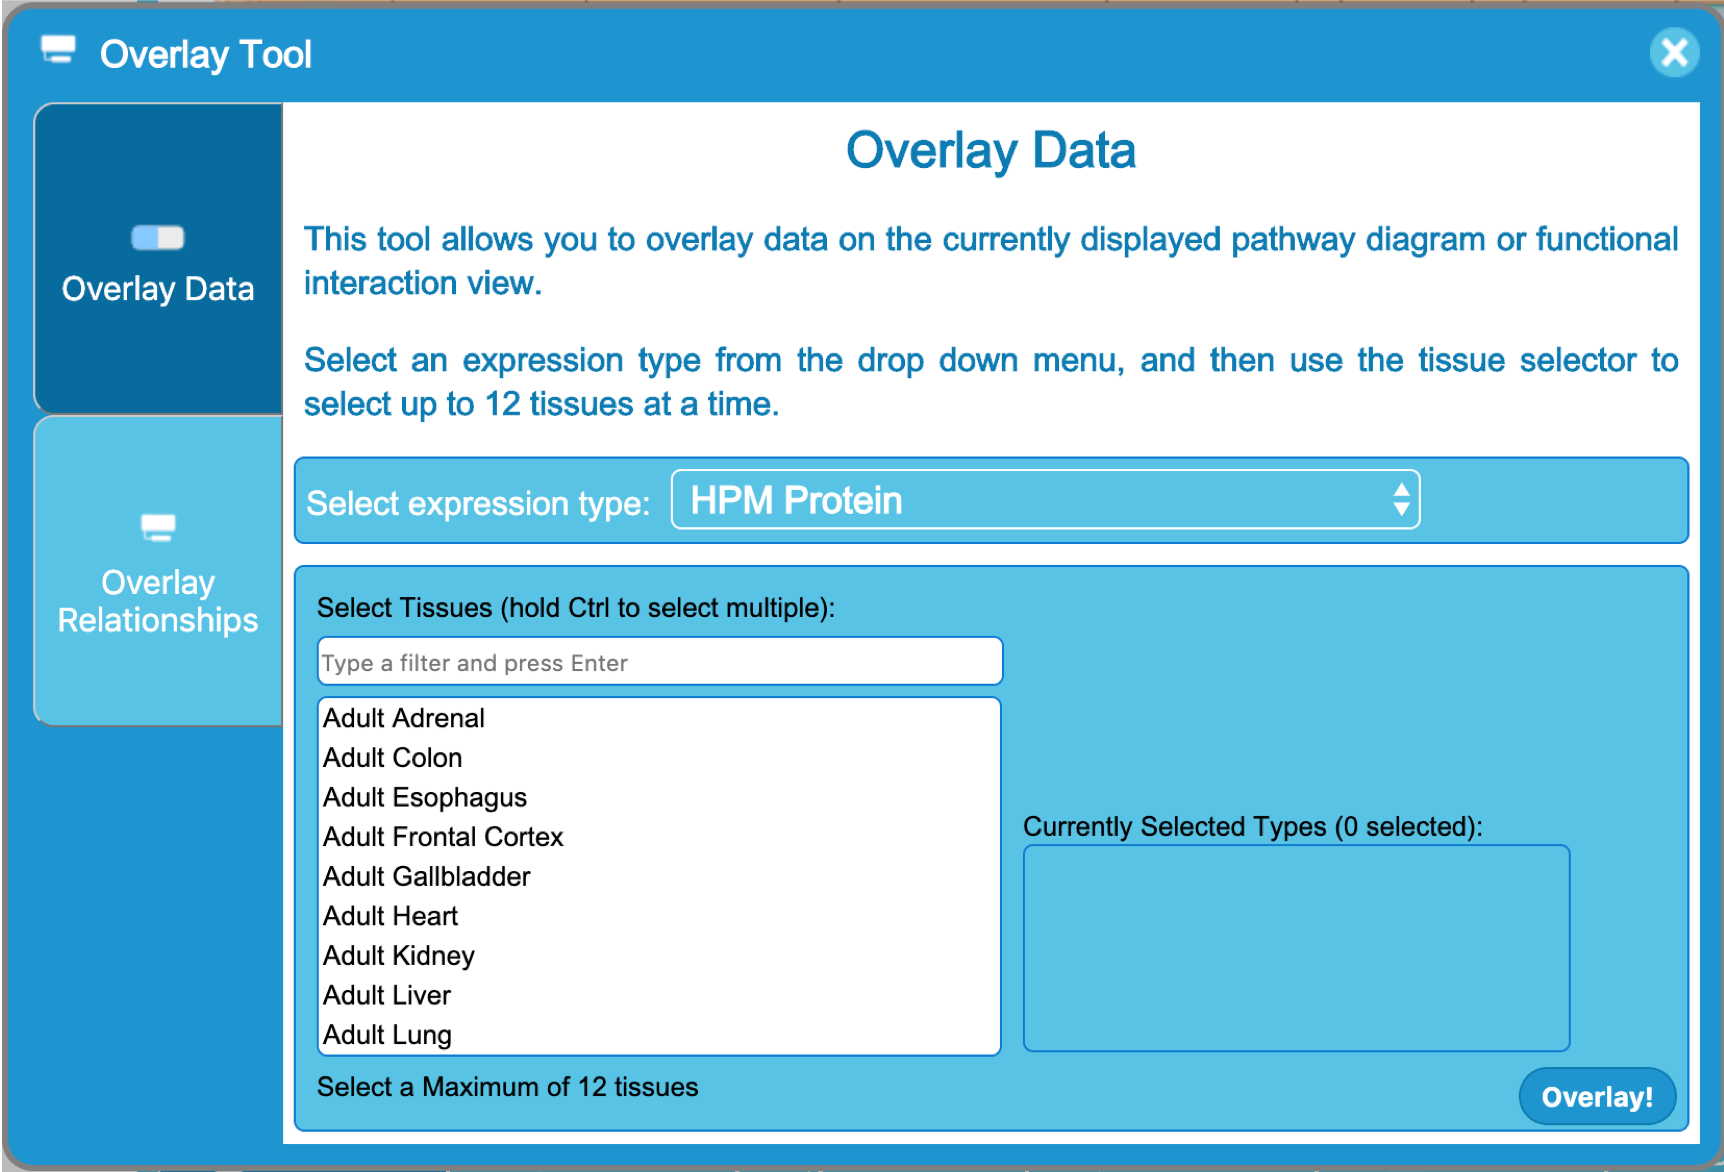 Overlay Tool
Overlay Data
Overlay
Relationships
Overlay Data
This tool allows you to overlay data on the currently displayed pathway diagram or functional
interaction view.
Select an expression type from the drop down menu, and then use the tissue selector to
select up to 12 tissues at a time.
Select expression type: HPM Protein
Select Tissues (hold Ctrl to select multiple):
Type a filter and press Enter
Adult Adrenal
Adult Colon
Adult Esophagus
Adult Frontal Cortex
Adult Gallbladder
Adult Heart
Adult Kidney
Adult Liver
Adult Lung
Select a Maximum of 12 tissues
Currently Selected Types (0 selected):
Overlay!